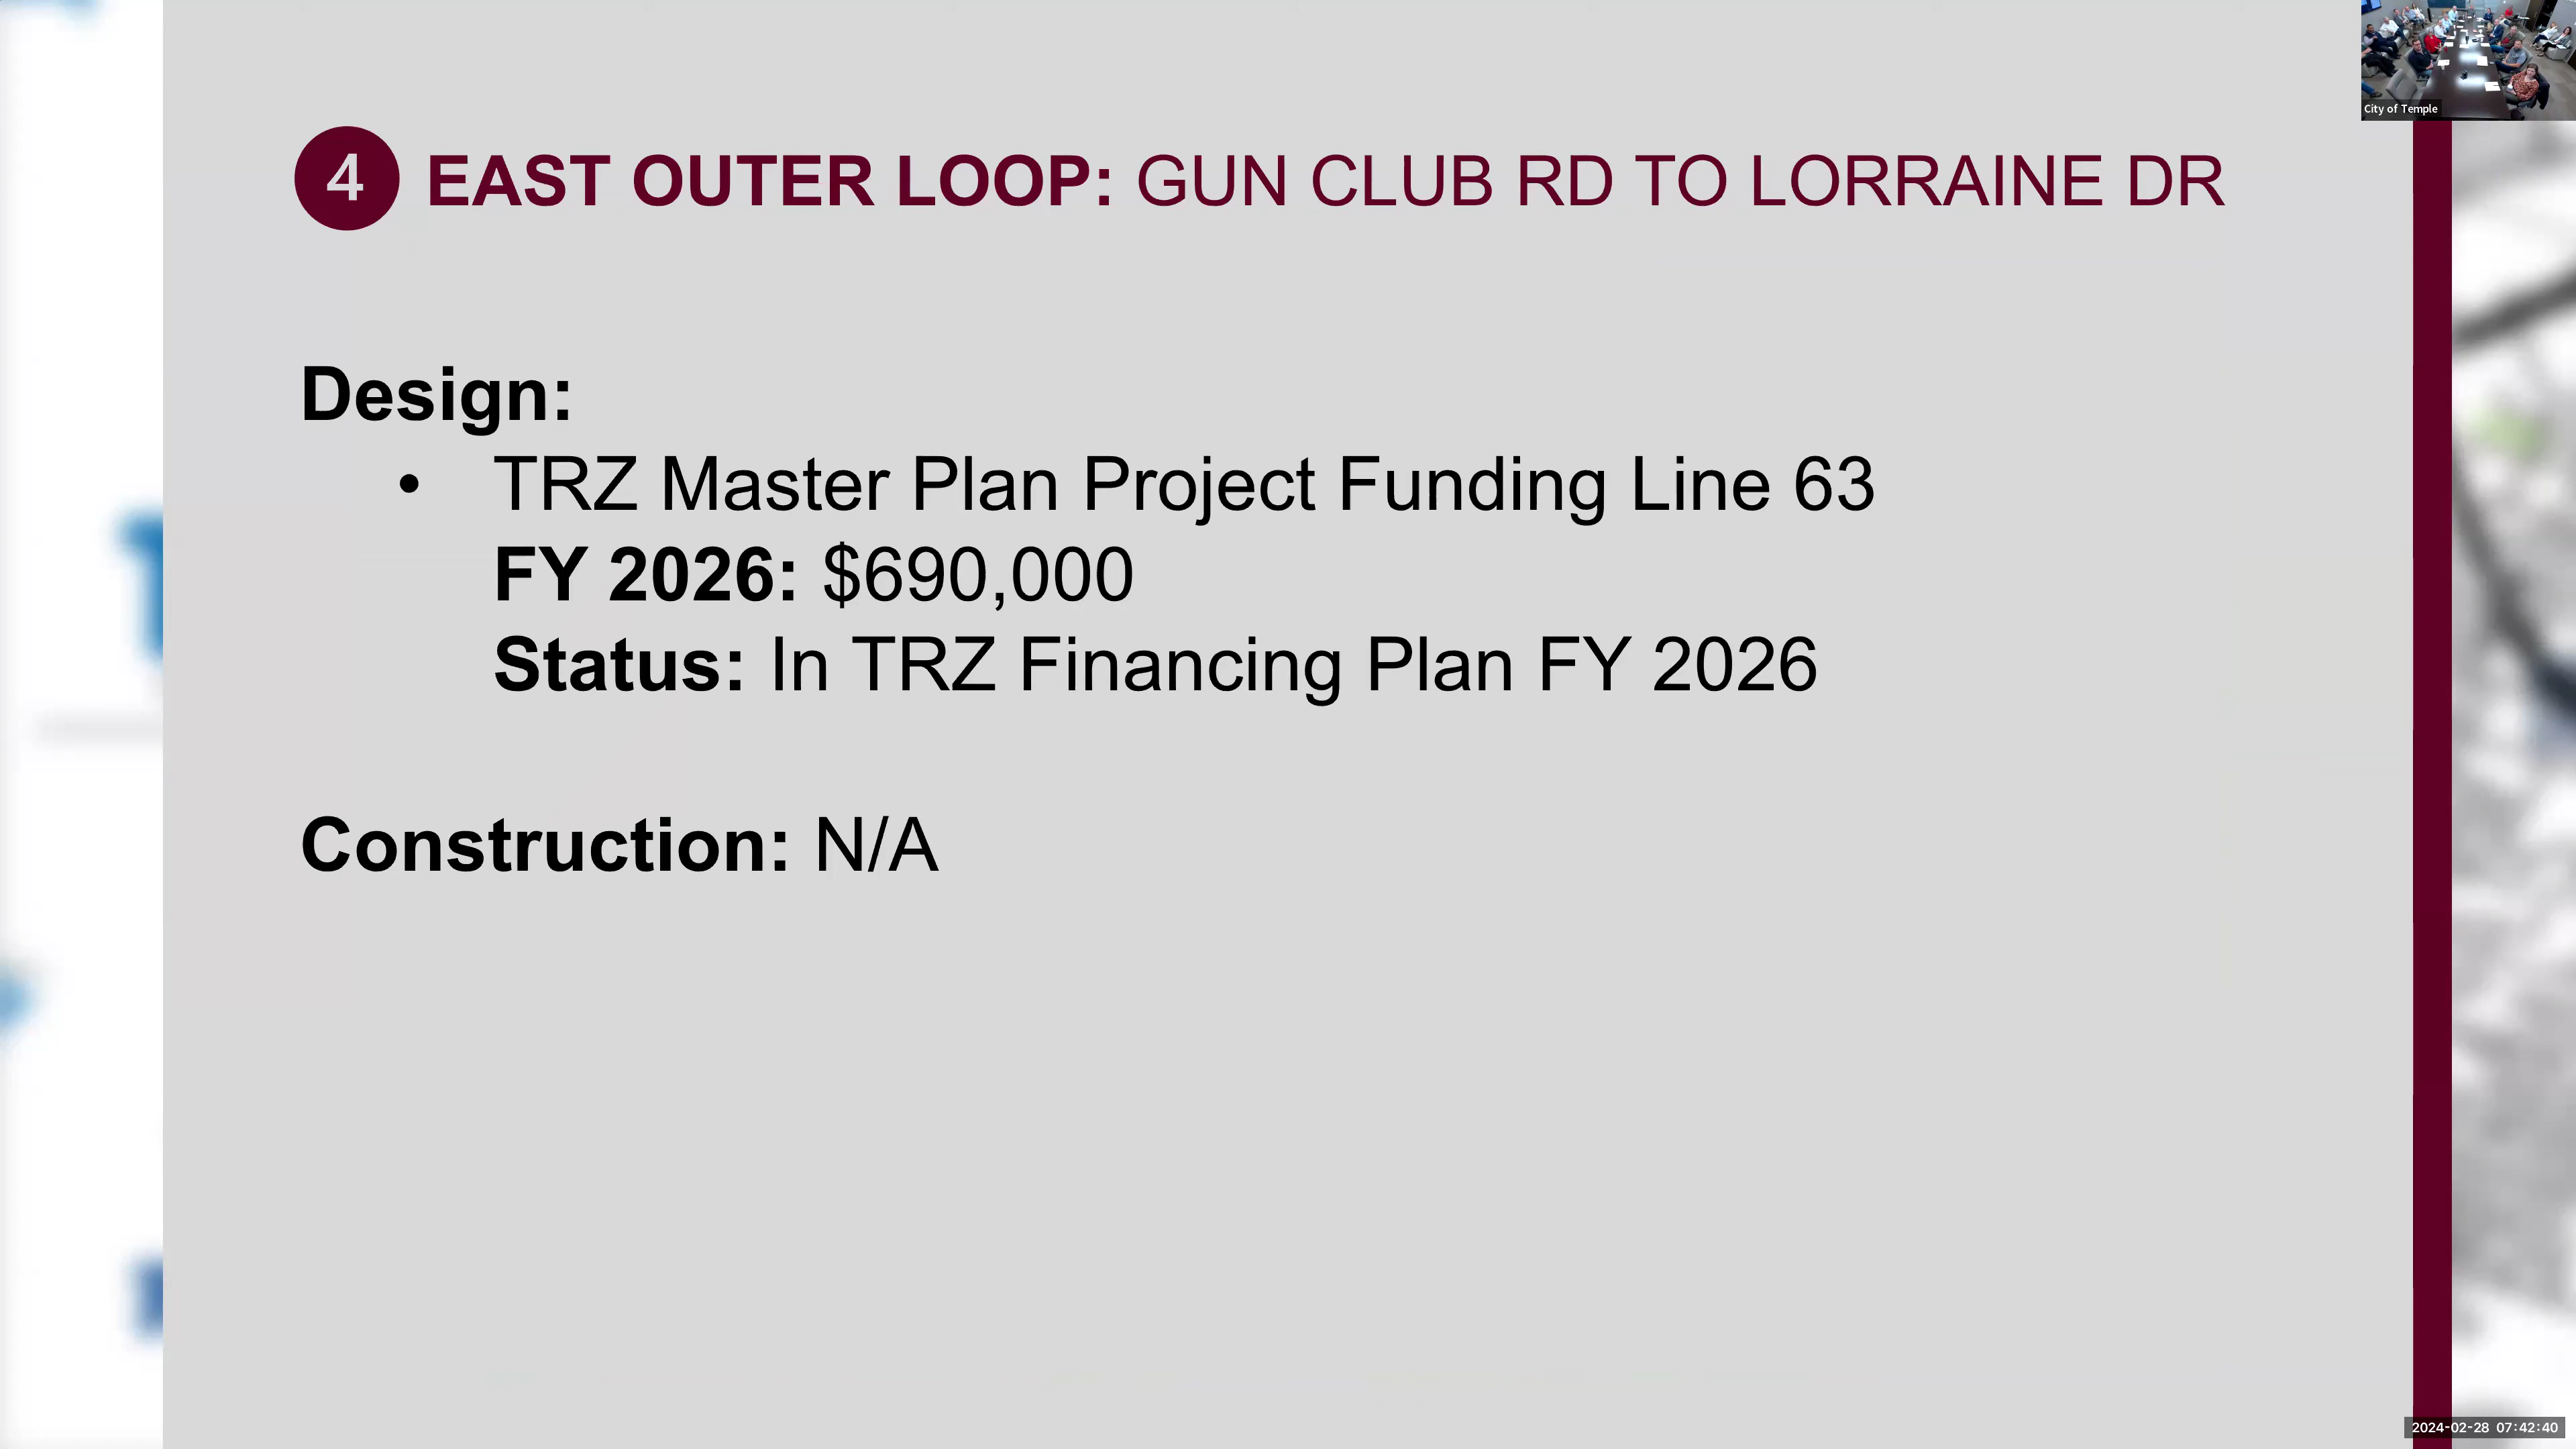 City of Temple
4 EAST OUTER LOOP: GUN CLUB RD TO LORRAINE DR
Design:
• TRZ Master Plan Project Funding Line 63
FY 2026: $690,000
Status: In TRZ Financing Plan FY 2026
Construction: N/A
2024-02-28 07:42:40